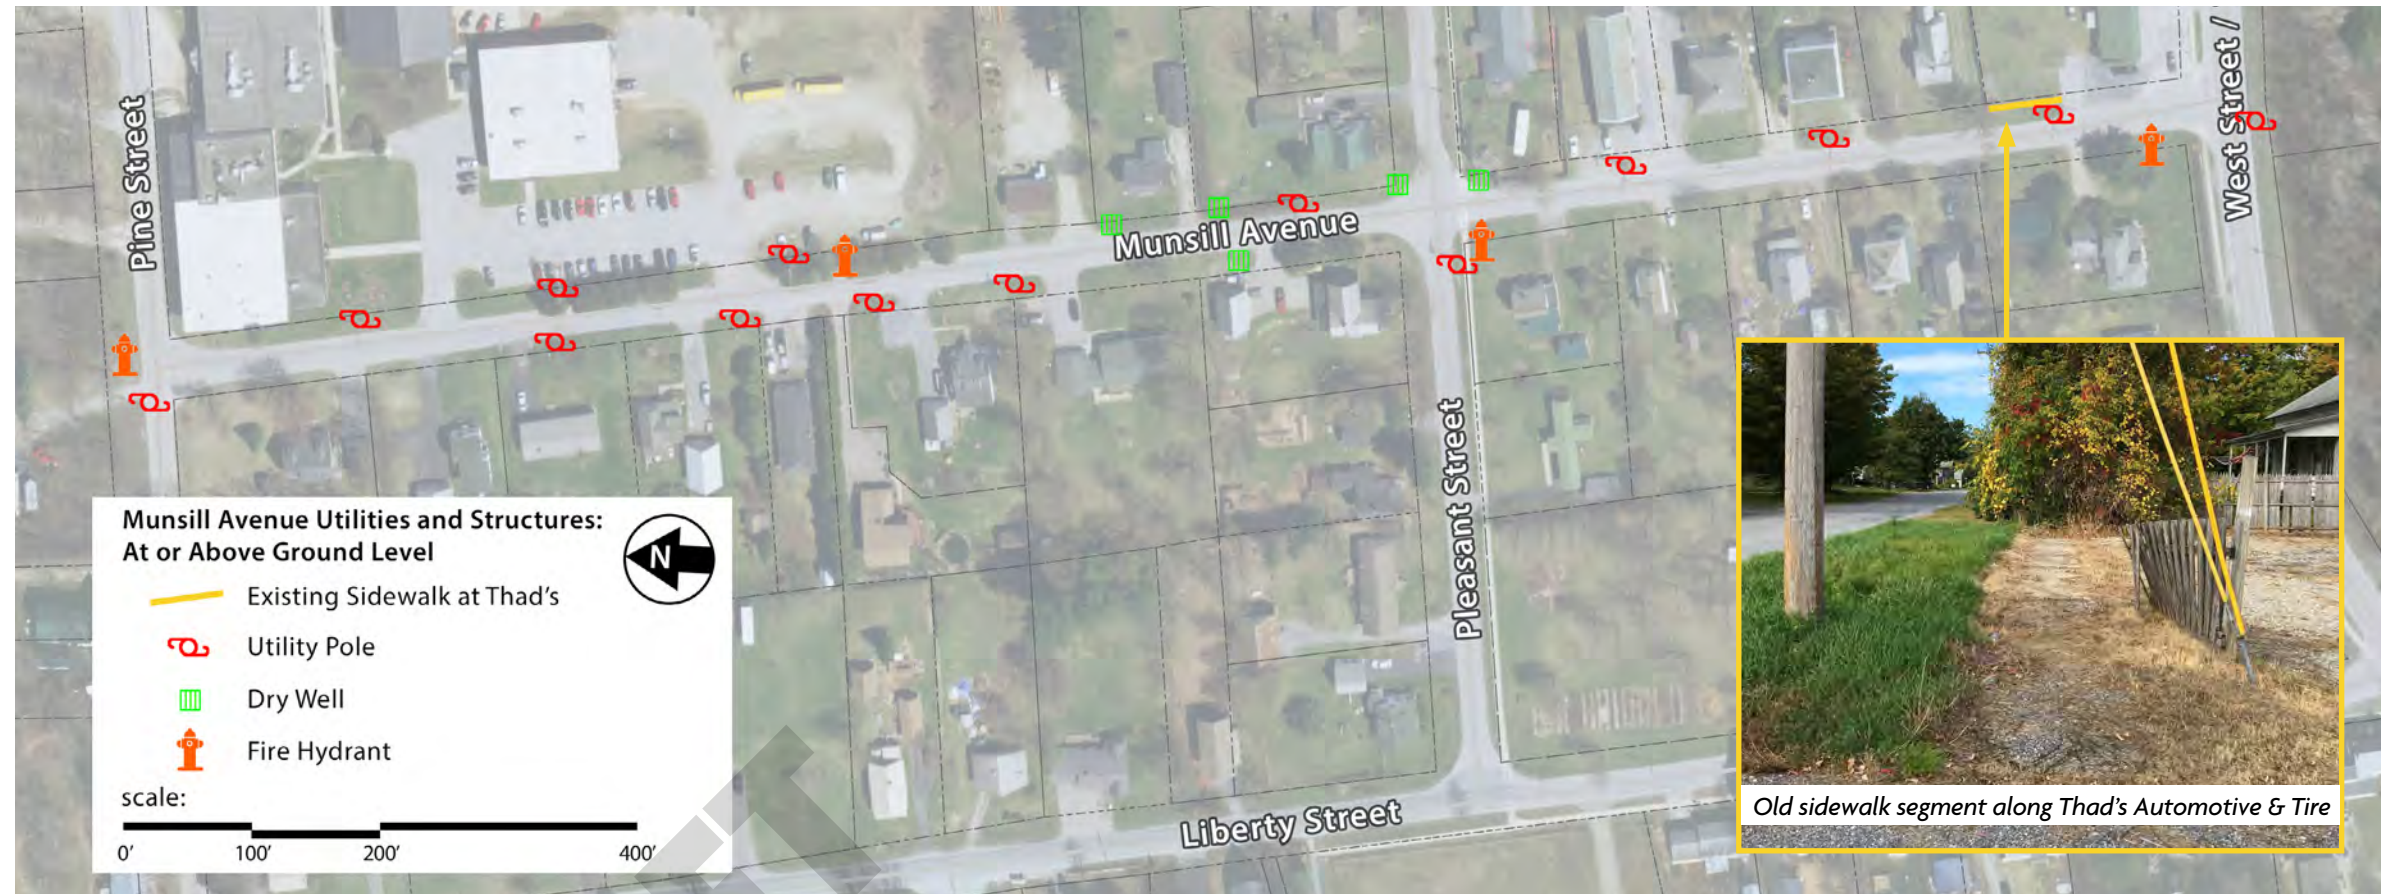 Pine Street
Munsill Avenue
Pleasant Street
West Street /
Liberty Street
Munsill Avenue Utilities and Structures:
At or Above Ground Level
N
Existing Sidewalk at Thad's
Utility Pole
Dry Well
Fire Hydrant
scale:
0' 100' 200' 400'
Old sidewalk segment along Thad's Automotive & Tire